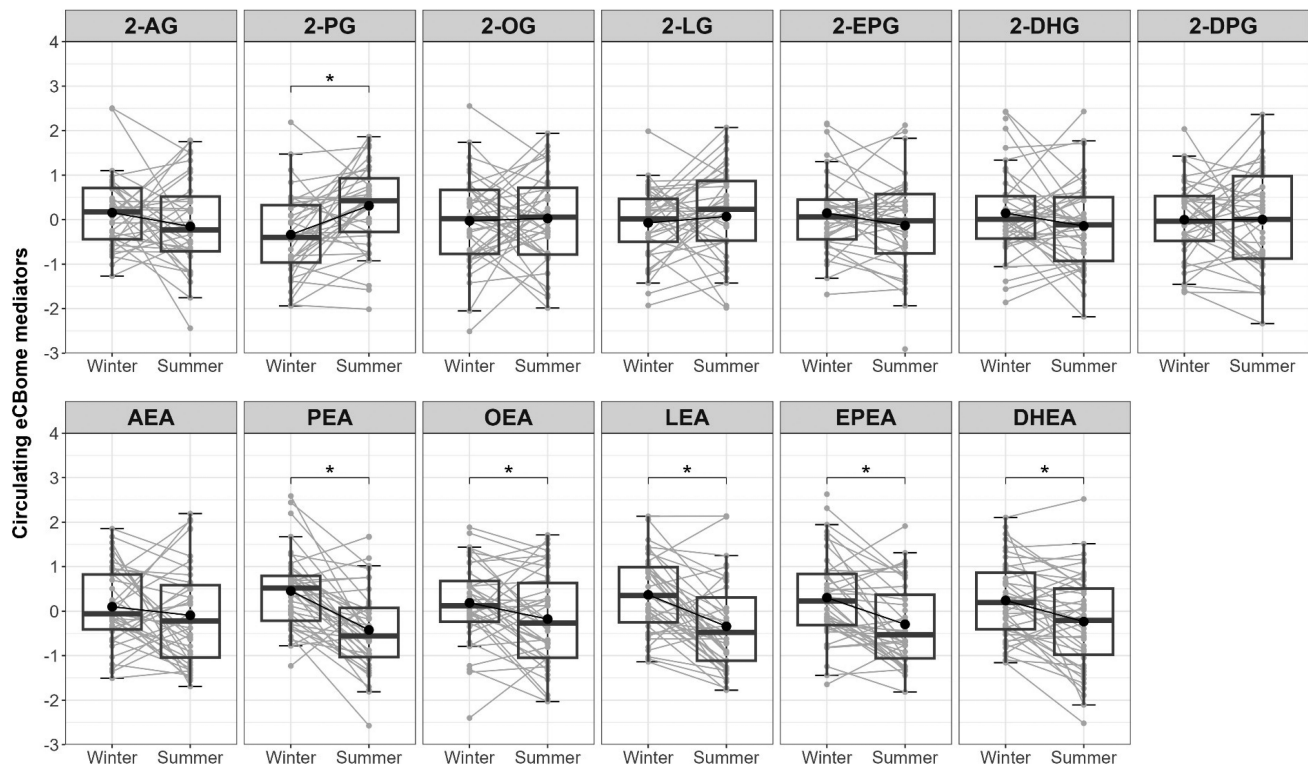 2-AG 2-PG 2-OG 2-LG 2-EPG 2-DHG 2-DPG
4
3
2
1
0
-1
-2
-3
* 
Winter Summer Winter Summer Winter Summer Winter Summer Winter Summer Winter Summer Winter Summer
Circulating eCBome mediators
AEA PEA OEA LEA EPEA DHEA
4
3
2
1
0
-1
-2
-3
* * * * *
Winter Summer Winter Summer Winter Summer Winter Summer Winter Summer Winter Summer